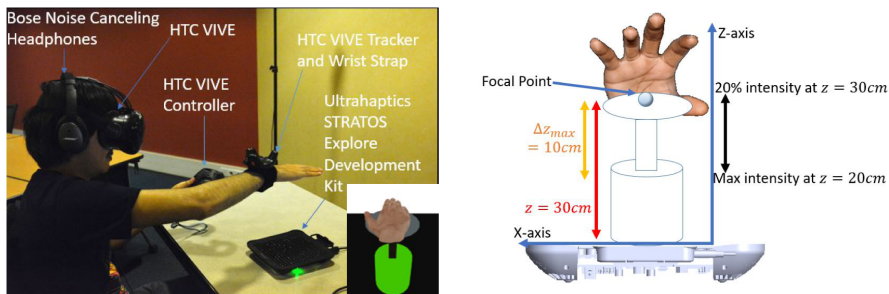 Bose Noise Canceling
Headphones
HTC VIVE
HTC VIVE
Controller
HTC VIVE Tracker
and Wrist Strap
Ultrahaptics
STRATOS
Explore
Development
Kit
Z-axis
Focal Point
20% intensity at z = 30cm
Δz_max
= 10cm
Max intensity at z = 20cm
z = 30cm
X-axis